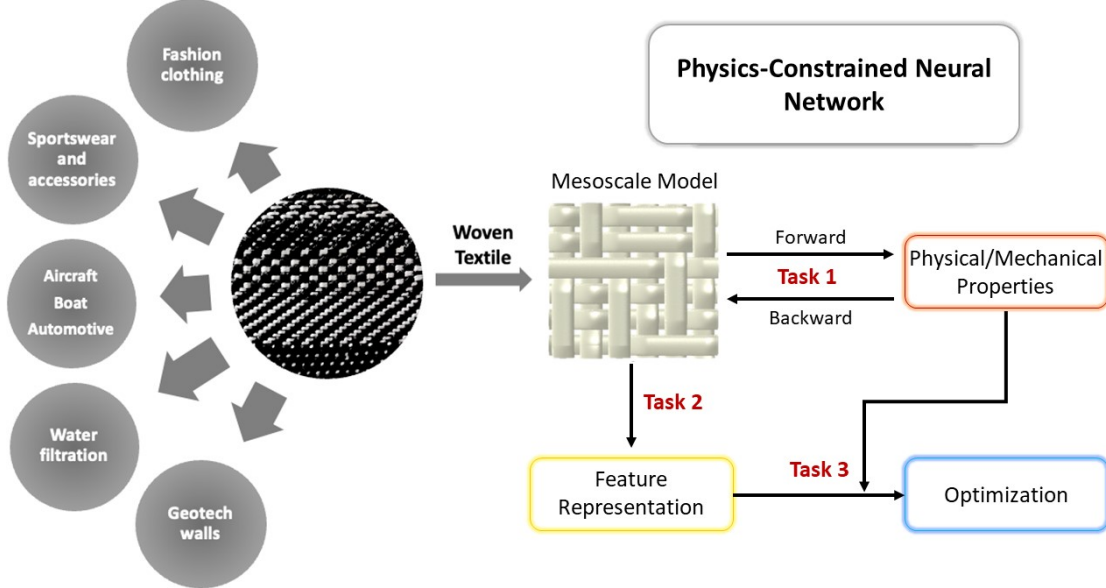 Fashion
clothing
Sportswear
and
accessories
Aircraft
Boat
Automotive
Water
filtration
Geotech
walls
Woven
Textile
Physics-Constrained Neural
Network
Mesoscale Model
Forward
Task 1
Backward
Physical/Mechanical
Properties
Task 2
Feature
Representation
Task 3
Optimization